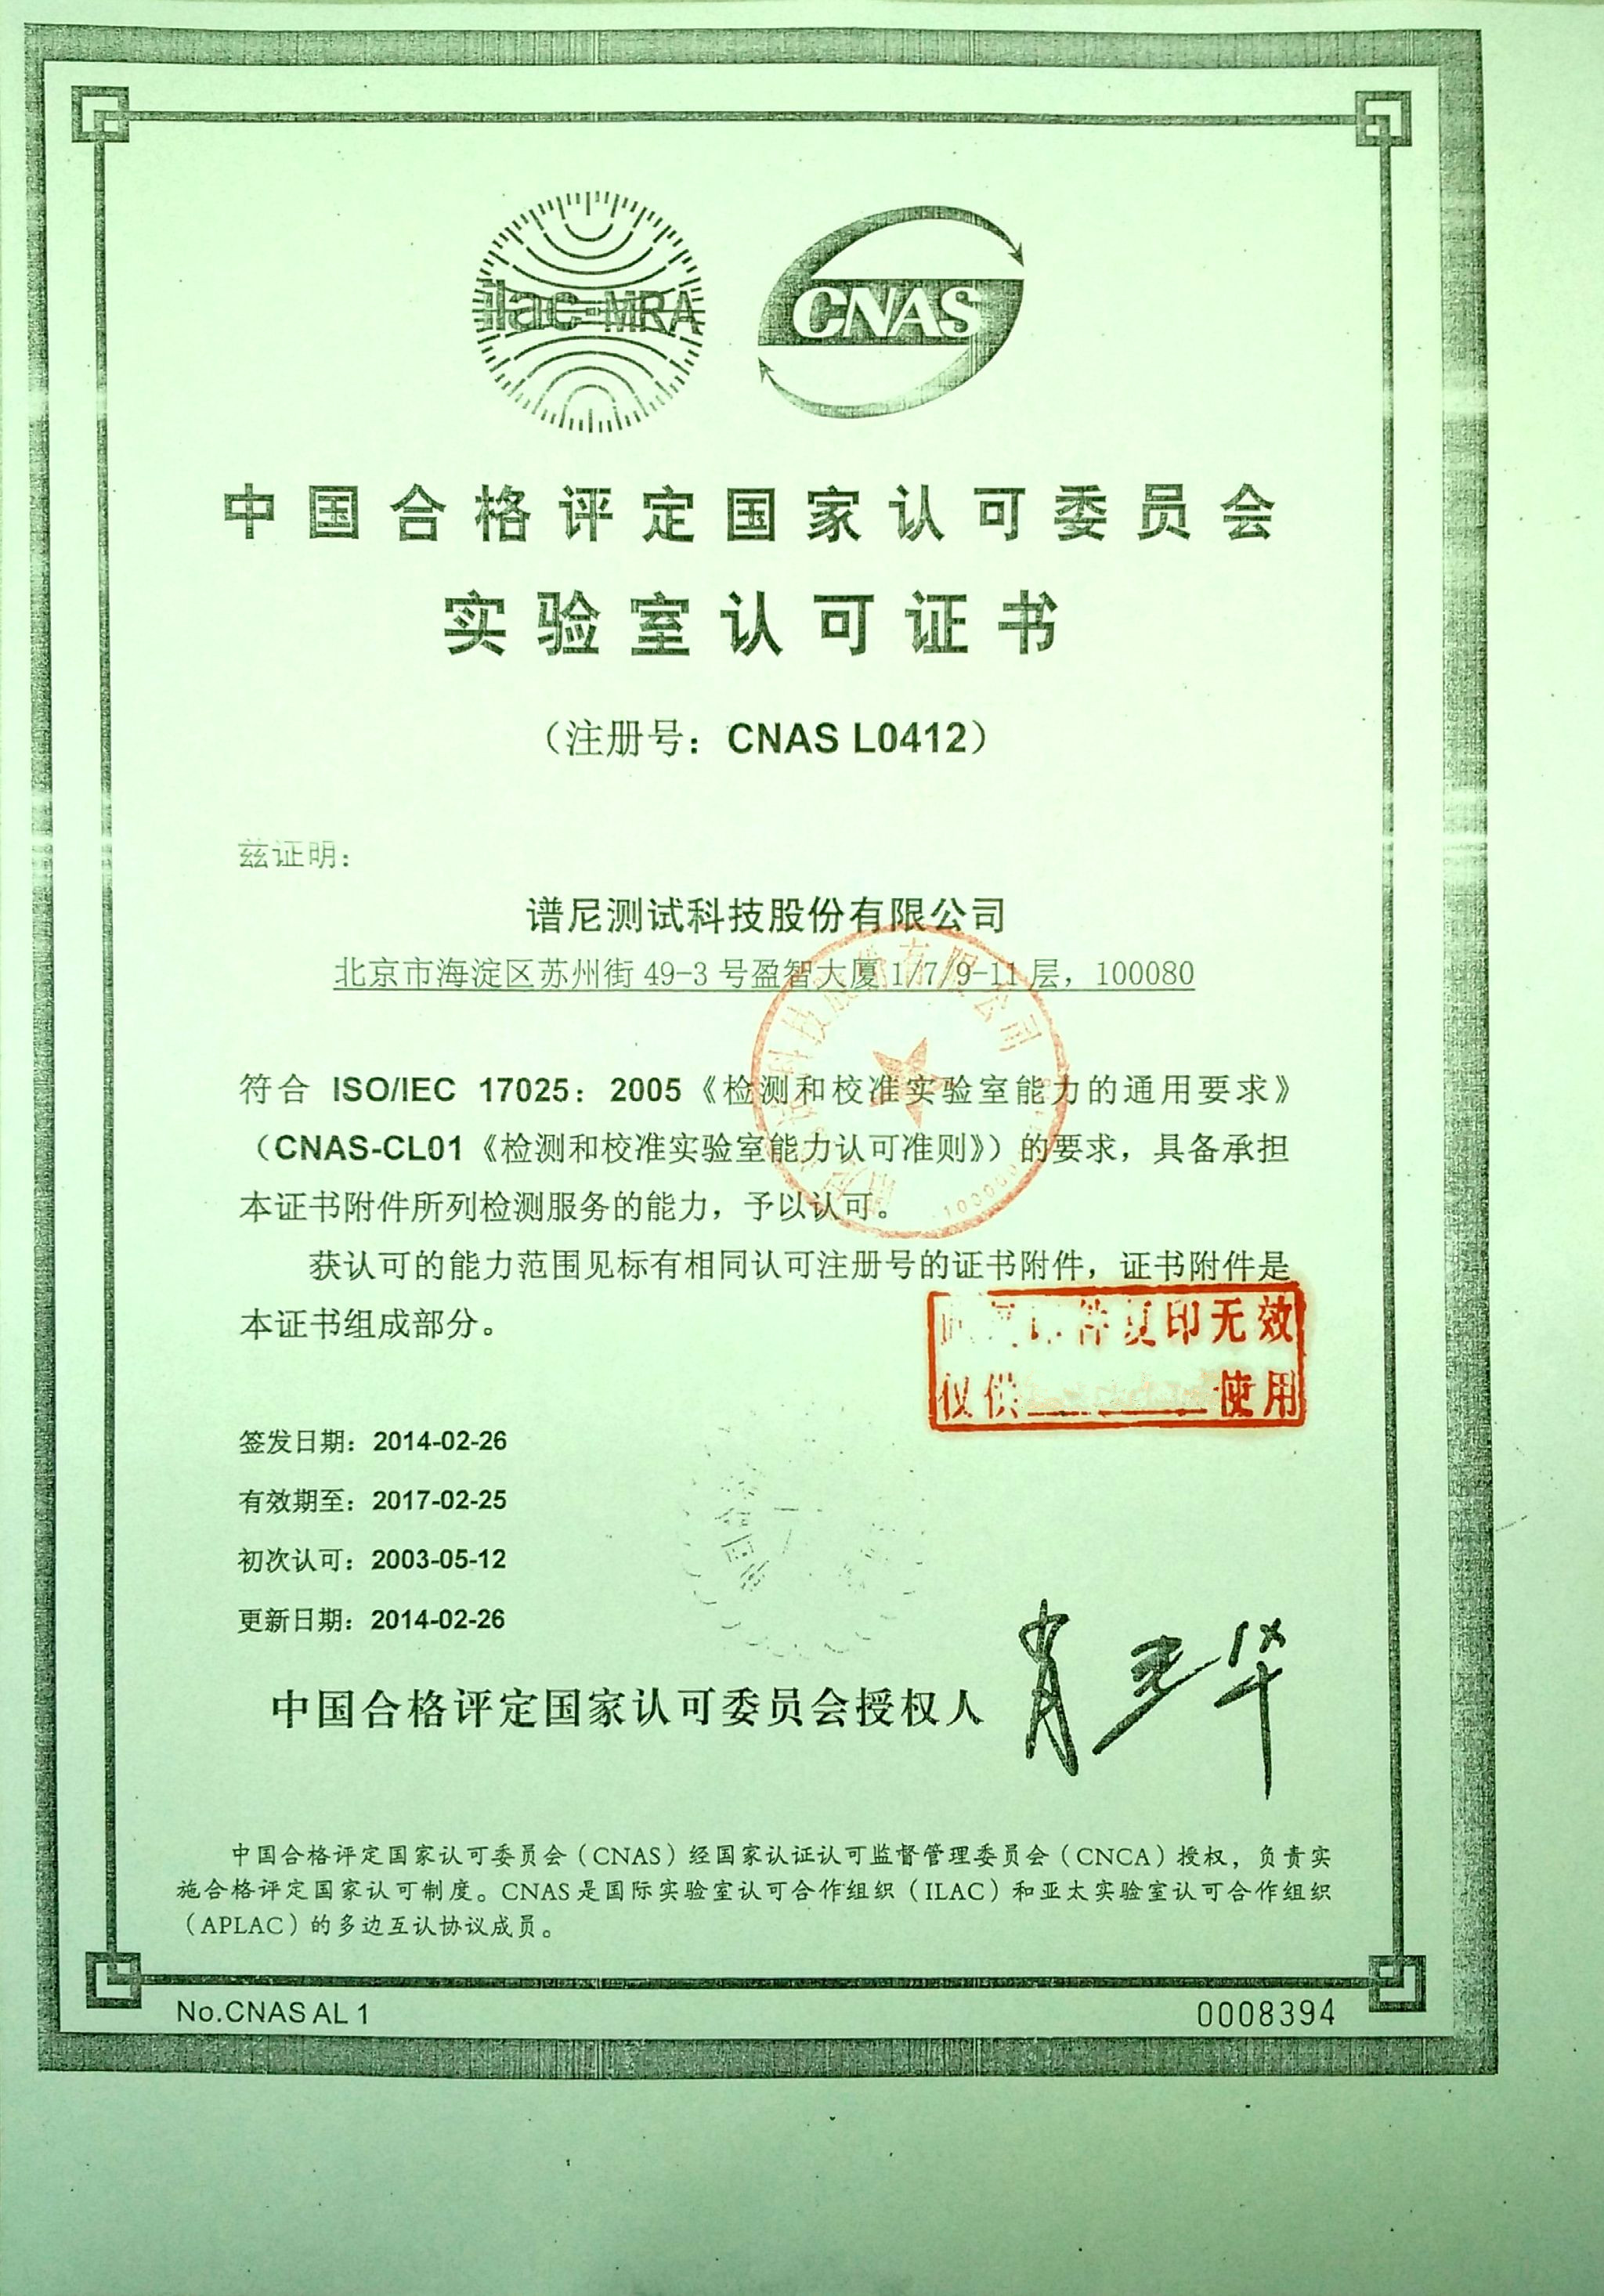 ilac-MRA
CNAS
中国合格评定国家认可委员会
实验室认可证书
（注册号：CNAS L0412）
兹证明：
谱尼测试科技股份有限公司
北京市海淀区苏州街 49-3 号盈智大厦 1/7/9-11 层，100080
符合 ISO/IEC 17025：2005《检测和校准实验室能力的通用要求》
（CNAS-CL01《检测和校准实验室能力认可准则》）的要求，具备承担
本证书附件所列检测服务的能力，予以认可。
获认可的能力范围见标有相同认可注册号的证书附件，证书附件是
本证书组成部分。
科技股份有限公司
复印无效
仅供 使用
签发日期：2014-02-26
有效期至：2017-02-25
初次认可：2003-05-12
更新日期：2014-02-26
中国合格评定国家认可委员会授权人
中国合格评定国家认可委员会（CNAS）经国家认证认可监督管理委员会（CNCA）授权，负责实
施合格评定国家认可制度。CNAS 是国际实验室认可合作组织（ILAC）和亚太实验室认可合作组织
（APLAC）的多边互认协议成员。
No.CNAS AL 1
0008394